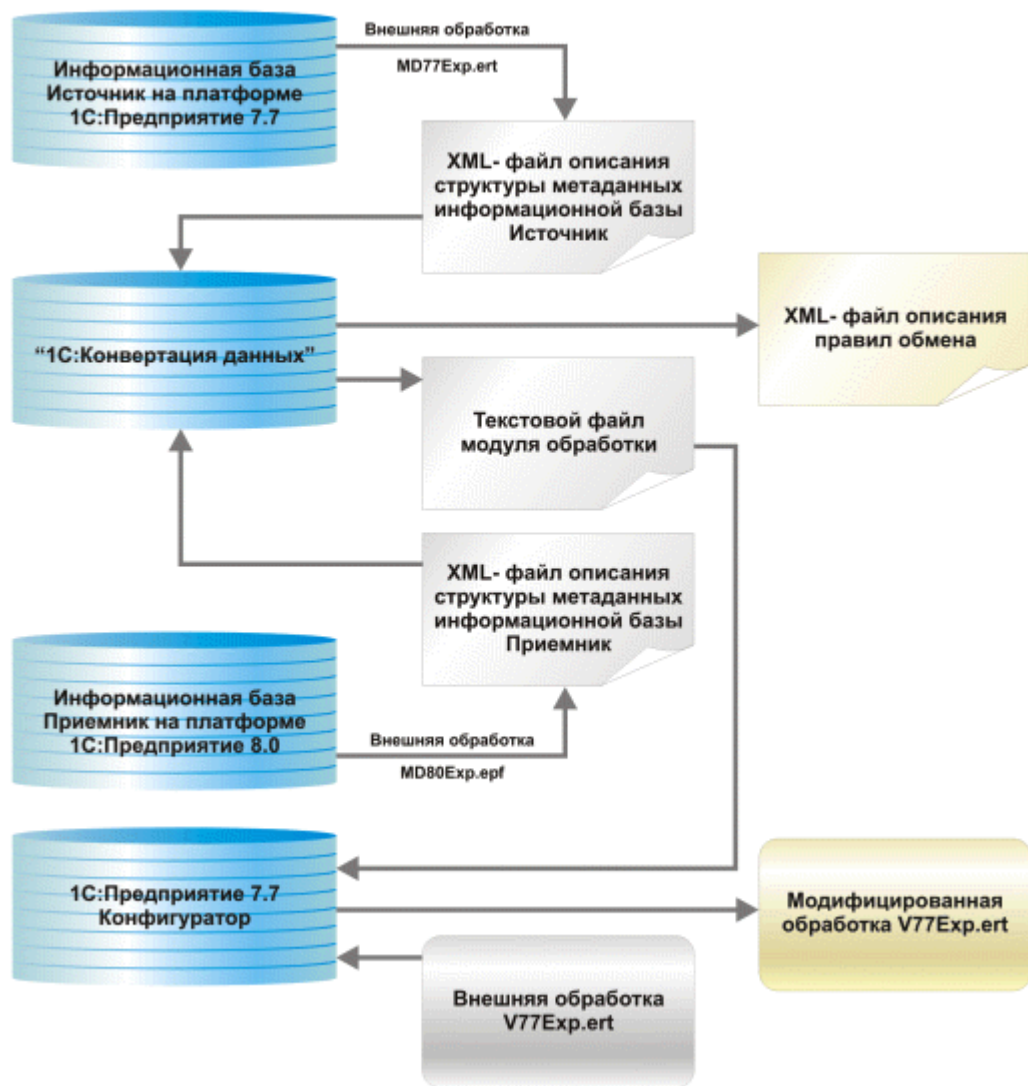 Внешняя обработка
MD77Exp.ert
Информационная база
Источник на платформе
1С:Предприятие 7.7
XML- файл описания
структуры метаданных
информационной базы
Источник
“1С:Конвертация данных”
XML- файл описания
правил обмена
Текстовой файл
модуля обработки
XML- файл описания
структуры метаданных
информационной базы
Приемник
Информационная база
Приемник на платформе
1С:Предприятие 8.0
Внешняя обработка
MD80Exp.epf
1С:Предприятие 7.7
Конфигуратор
Модифицированная
обработка V77Exp.ert
Внешняя обработка
V77Exp.ert